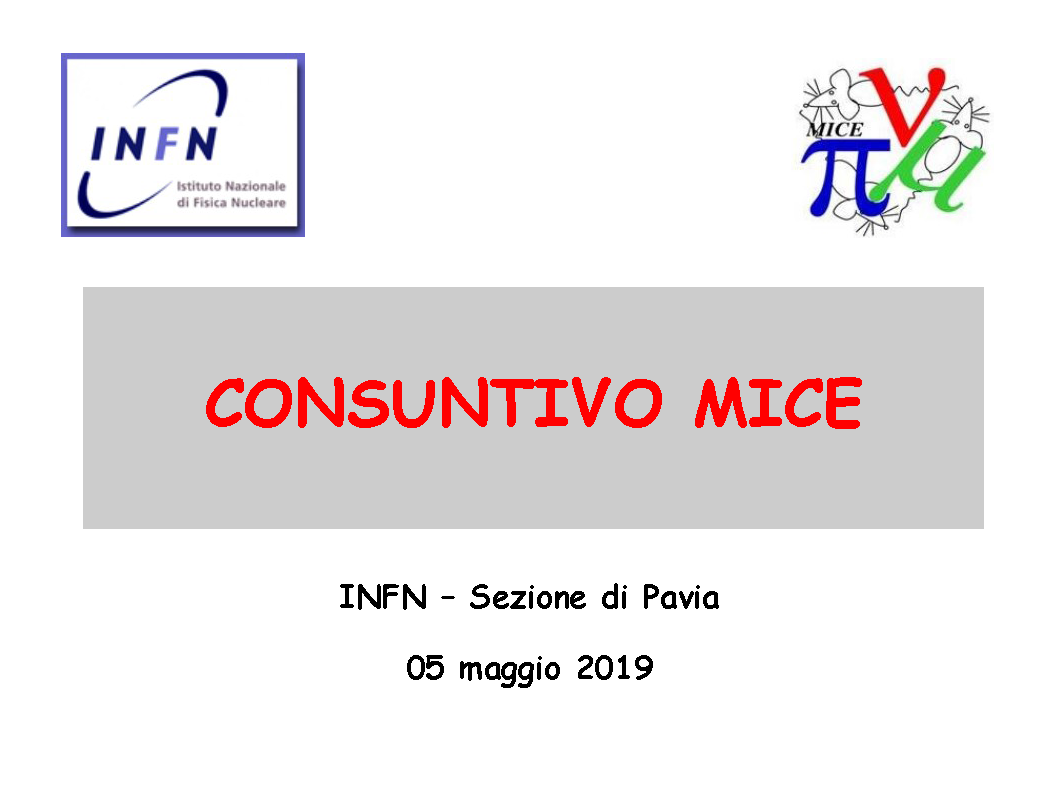 INFN
Istituto Nazionale
di Fisica Nucleare
MICE
π ν μ
CONSUNTIVO MICE
INFN – Sezione di Pavia
05 maggio 2019